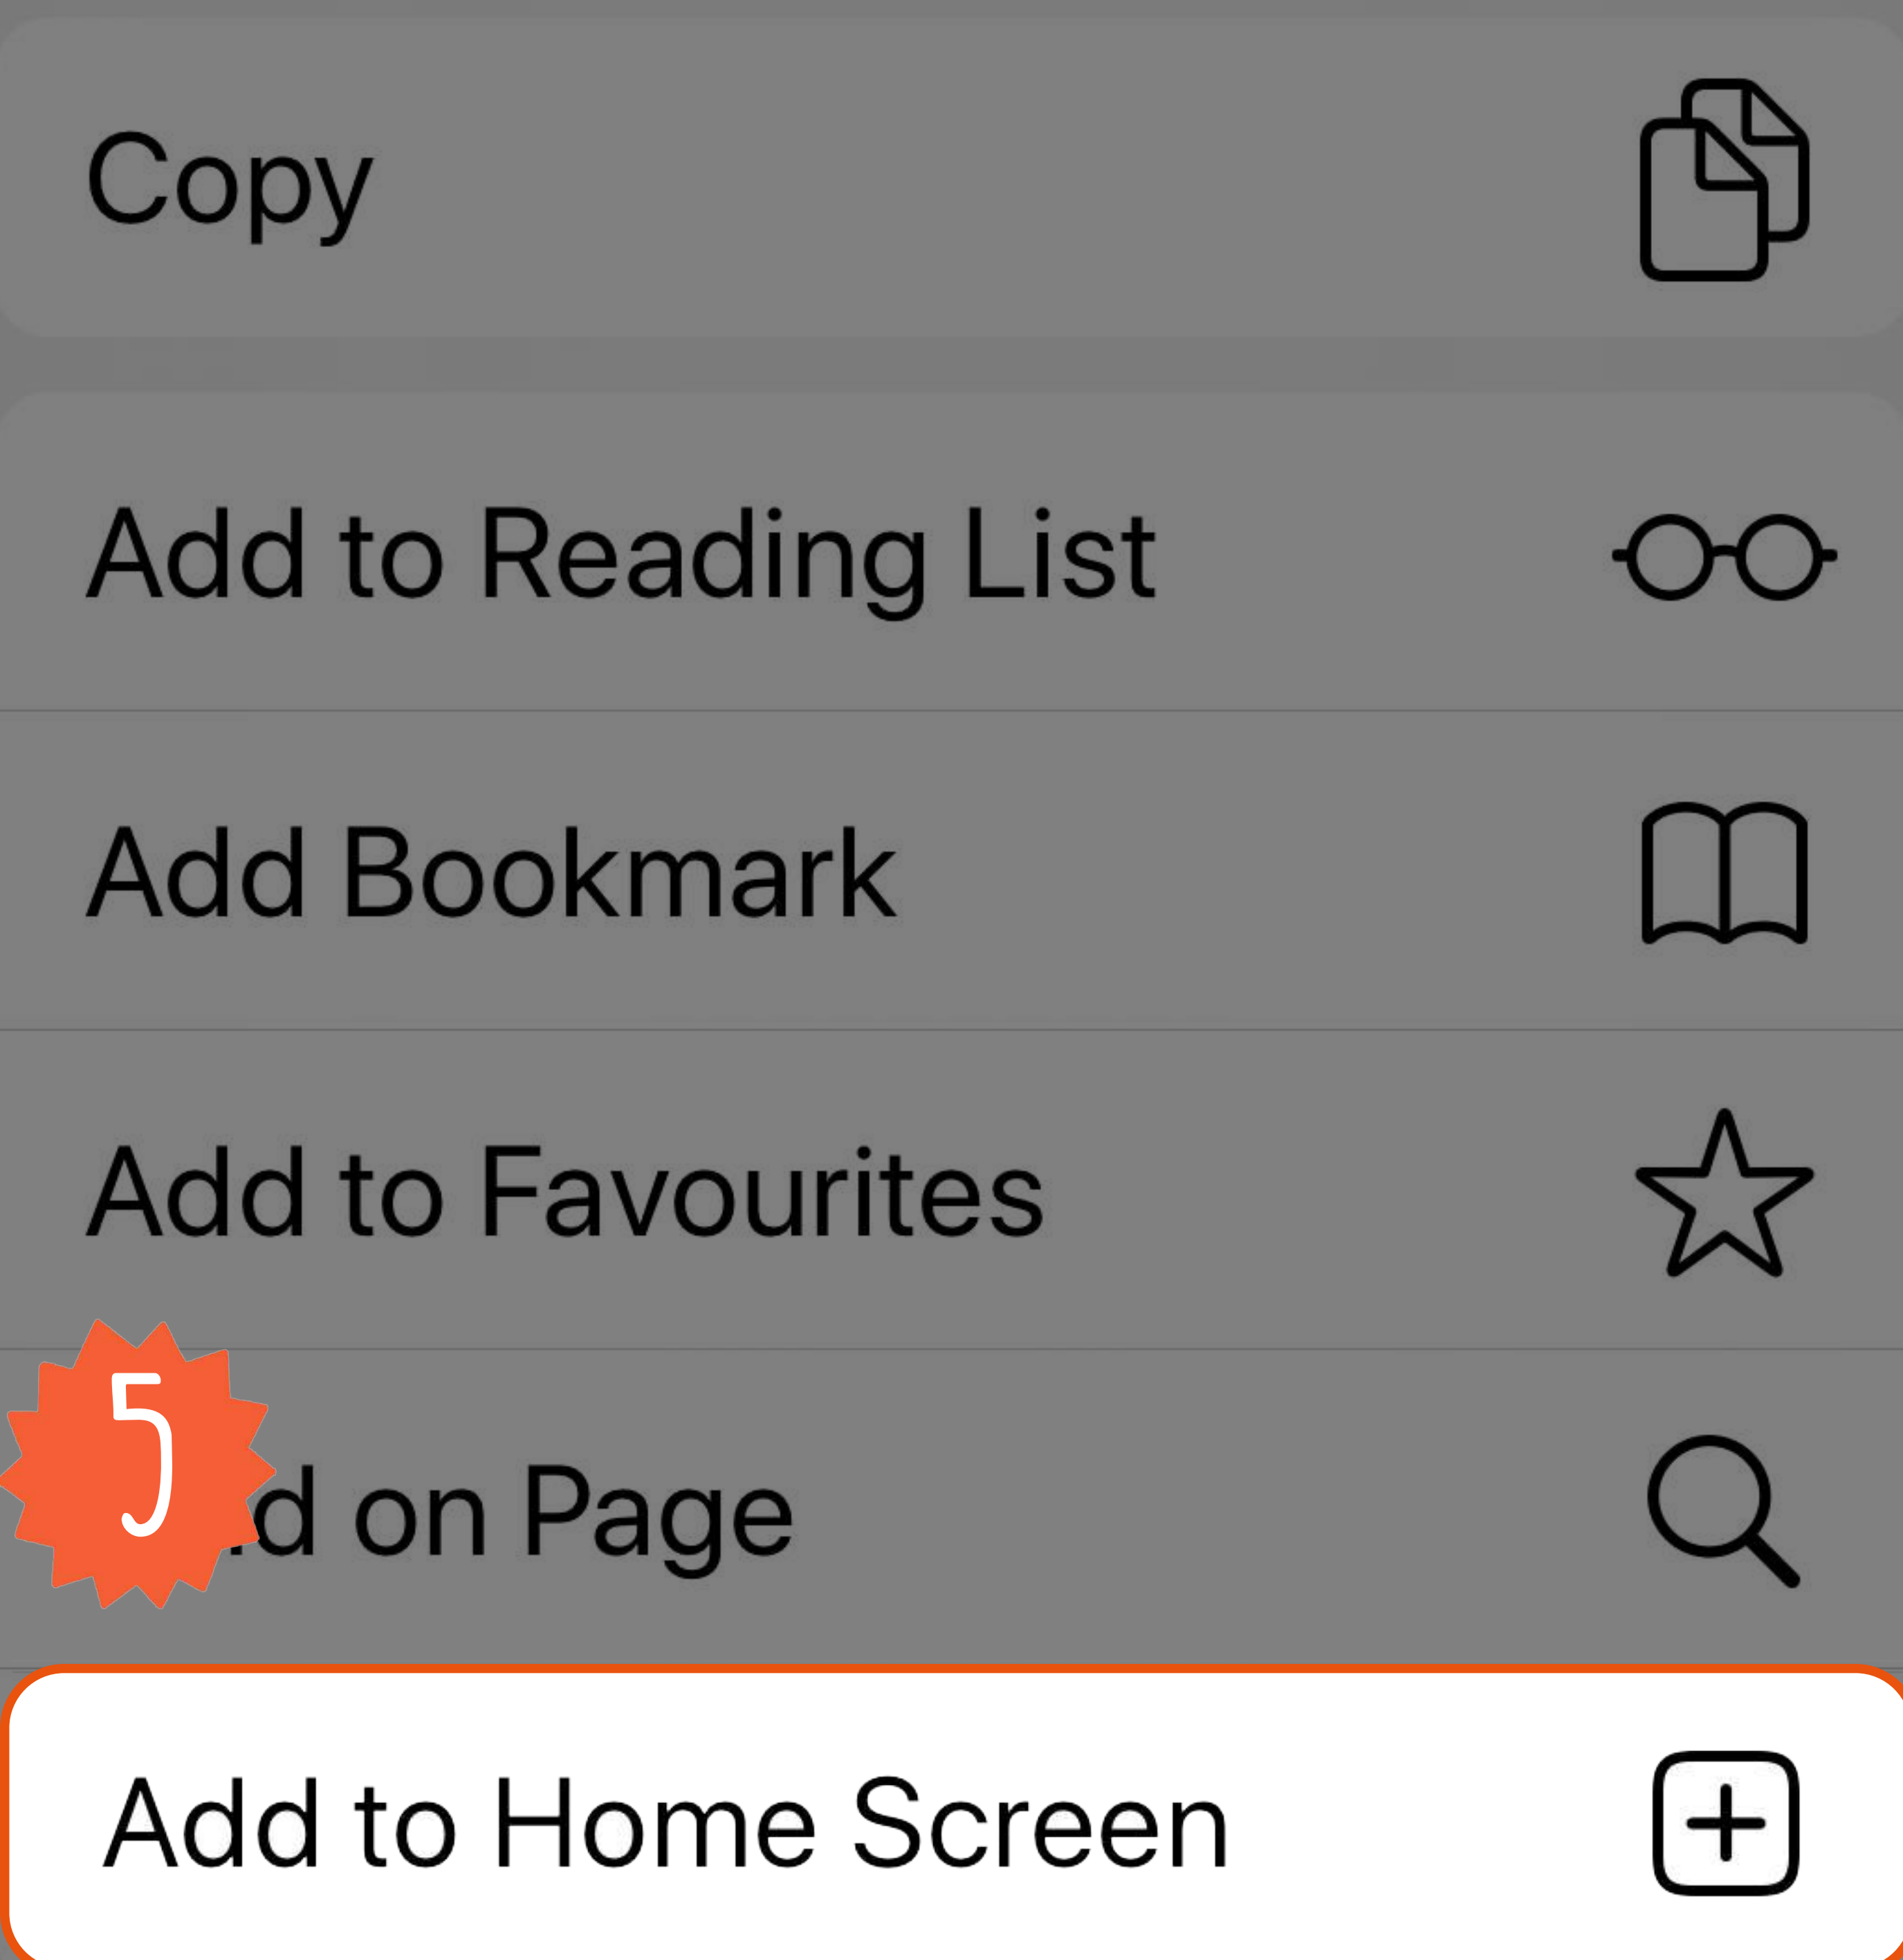 Copy
Add to Reading List
Add Bookmark
Add to Favourites
5
on Page
Add to Home Screen